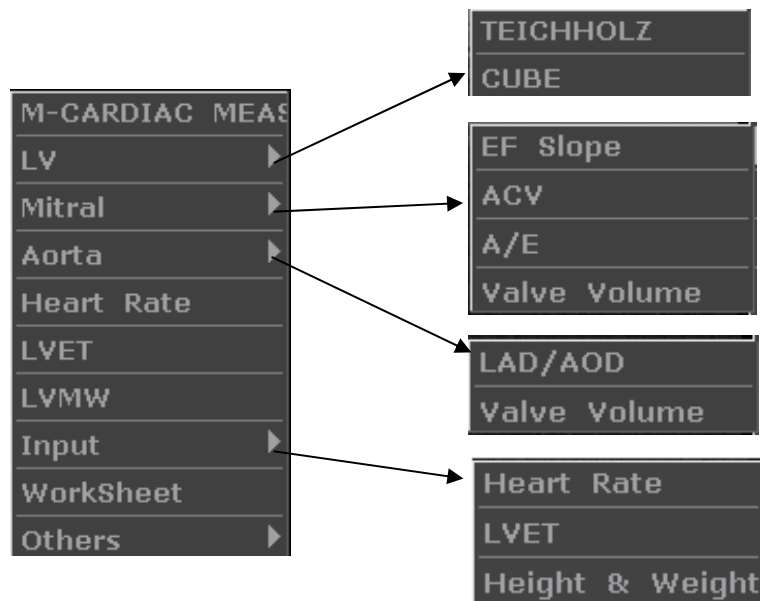 M-CARDIAC MEAS
LV
Mitral
Aorta
Heart Rate
LVET
LVMW
Input
WorkSheet
Others
TEICHHOLZ
CUBE
EF Slope
ACV
A/E
Valve Volume
LAD/AOD
Valve Volume
Heart Rate
LVET
Height & Weight